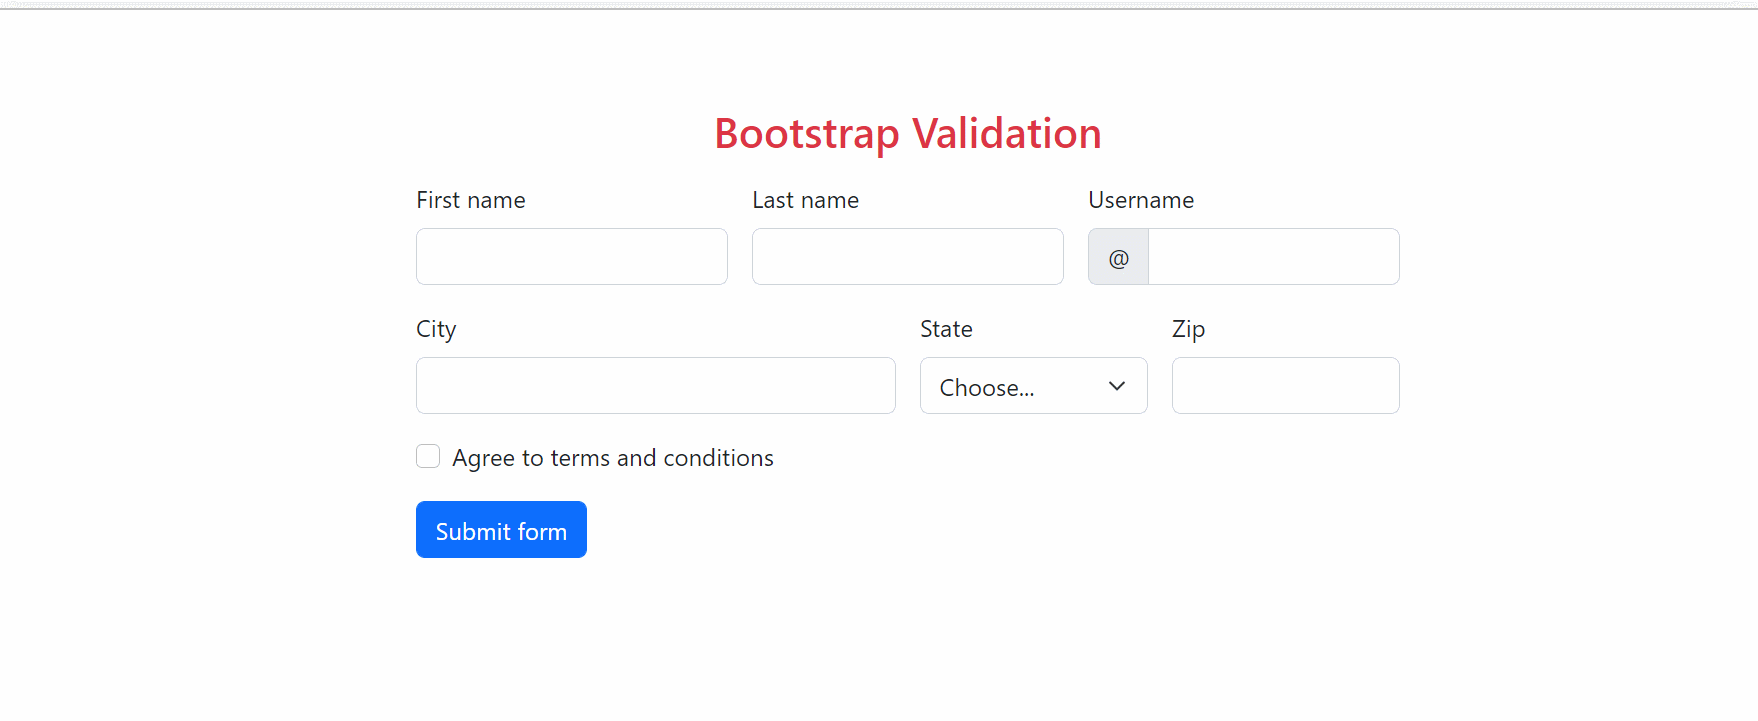 Bootstrap Validation
First name Last name Username
@
City State Zip
Choose...
Agree to terms and conditions
Submit form